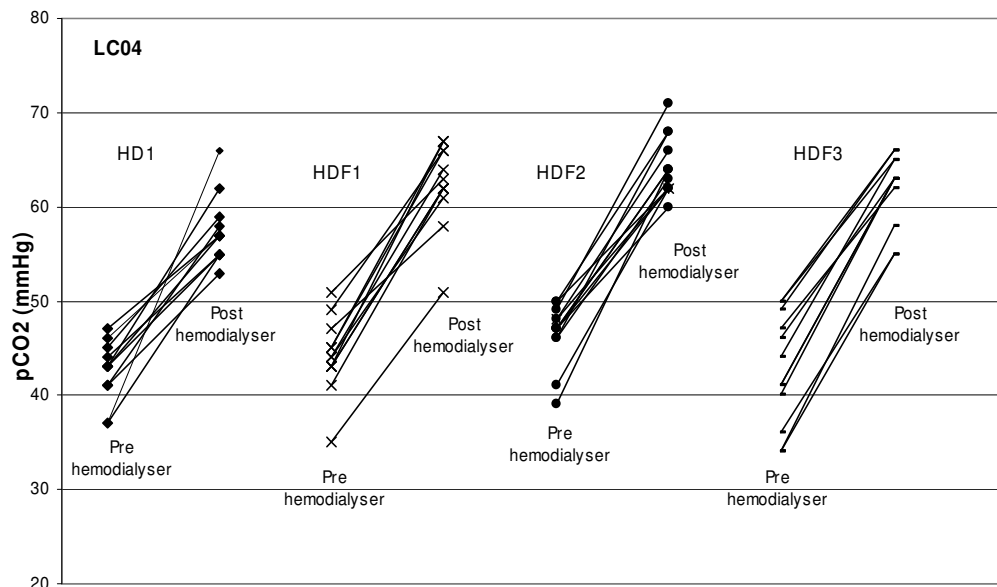 80
LC04
70
HD1
HDF1
HDF2
HDF3
60
pCO2 (mmHg)
Post
hemodialyser
50
Post
hemodialyser
Post
hemodialyser
Post
hemodialyser
40
Pre
hemodialyser
Pre
hemodialyser
Pre
hemodialyser
Pre
hemodialyser
30
20